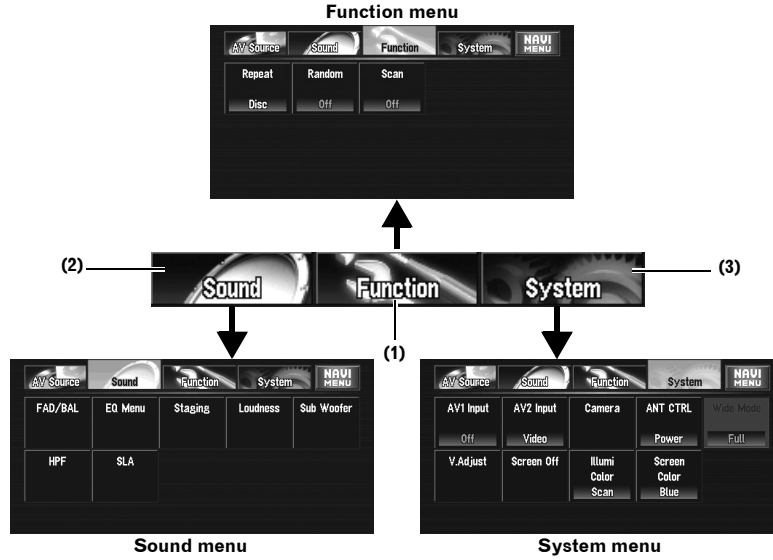 Function menu
AV Source Sound Function System NAVI MENU
Repeat Random Scan
Disc Off Off
(2) Sound Function System (3)
(1)
AV Source Sound Function System NAVI MENU
FAD/BAL EQ Menu Staging Loudness Sub Woofer
HPF SLA
Sound menu
AV Source Sound Function System NAVI MENU
AV1 Input AV2 Input Camera ANT CTRL Wide Mode
Off Video Power Full
V.Adjust Screen Off Illumi Screen
Color Color
Scan Blue
System menu